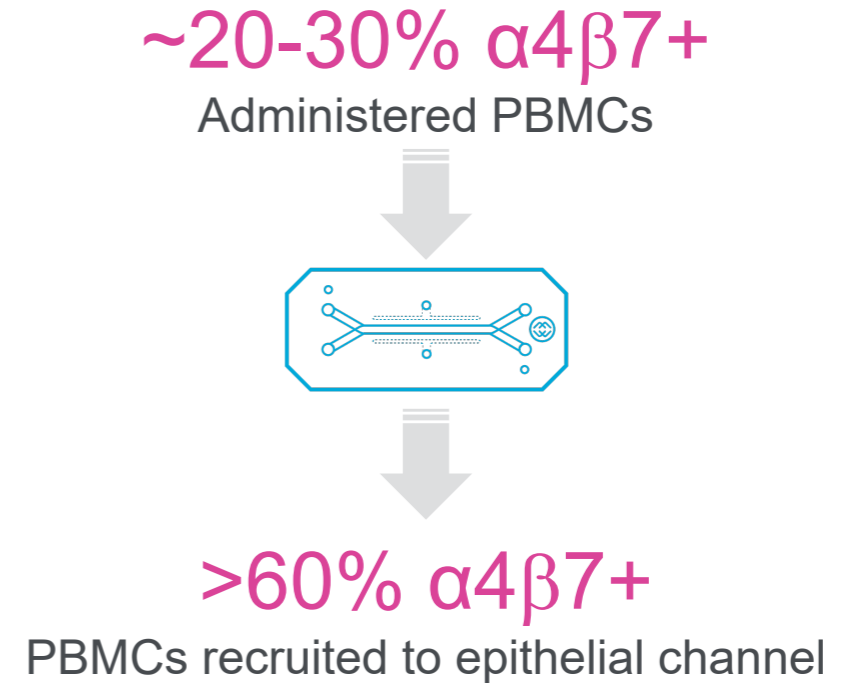 ~20-30% α4β7+
Administered PBMCs
>60% α4β7+
PBMCs recruited to epithelial channel